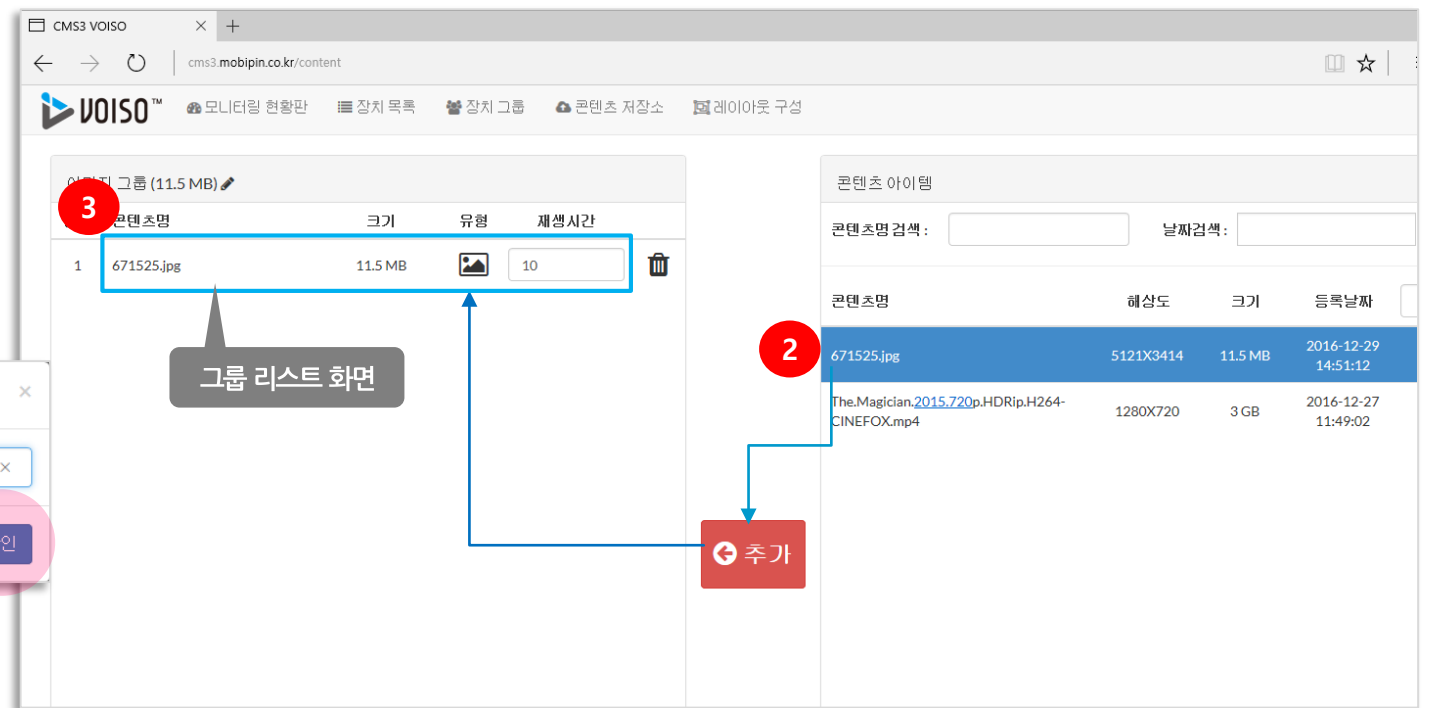 CMS3 VOISO
cms3.mobipin.co.kr/content
VOISO™ 모니터링 현황판 장치 목록 장치 그룹 콘텐츠 저장소 레이아웃 구성
그룹 (11.5 MB)
3
콘텐츠명 크기 유형 재생시간
1 671525.jpg 11.5 MB 10
그룹 리스트 화면
콘텐츠 아이템
콘텐츠명 검색 : 날짜검색 :
콘텐츠명 해상도 크기 등록날짜
2
671525.jpg 5121X3414 11.5 MB 2016-12-29
14:51:12
The.Magician.2015.720p.HDRip.H264-
CINEFOX.mp4 1280X720 3 GB 2016-12-27
11:49:02
인
추가